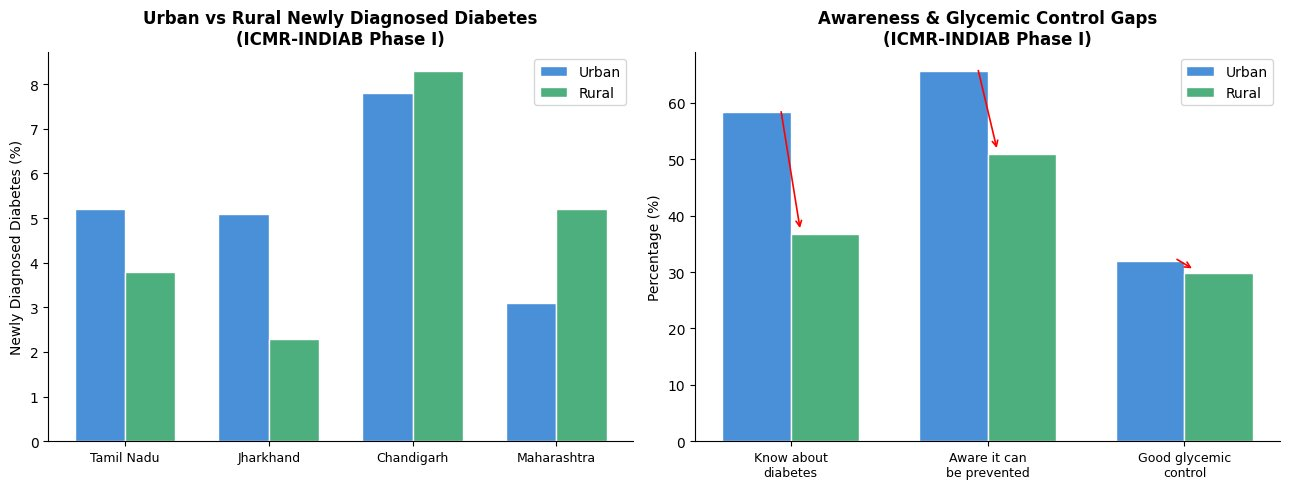 Urban vs Rural Newly Diagnosed Diabetes
(ICMR-INDIAB Phase I)
Newly Diagnosed Diabetes (%)
8
7
6
5
4
3
2
1
0
Urban
Rural
Tamil Nadu
Jharkhand
Chandigarh
Maharashtra
Awareness & Glycemic Control Gaps
(ICMR-INDIAB Phase I)
Percentage (%)
60
50
40
30
20
10
0
Urban
Rural
Know about
diabetes
Aware it can
be prevented
Good glycemic
control